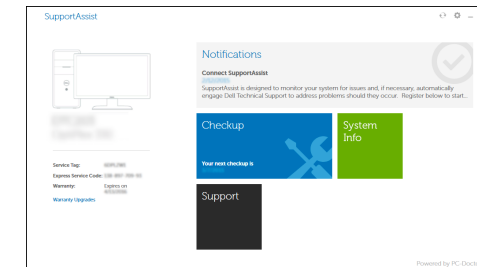 SupportAssist
Notifications
Connect SupportAssist
SupportAssist is designed to monitor your system for issues and, if necessary, automatically
engage Dell Technical Support to address problems should they occur. Register below to start...
Checkup
Your next checkup is
System
Info
Support
Service Tag:
Express Service Code:
Warranty:
Expires on
Warranty Upgrades
Powered by PC-Doctor